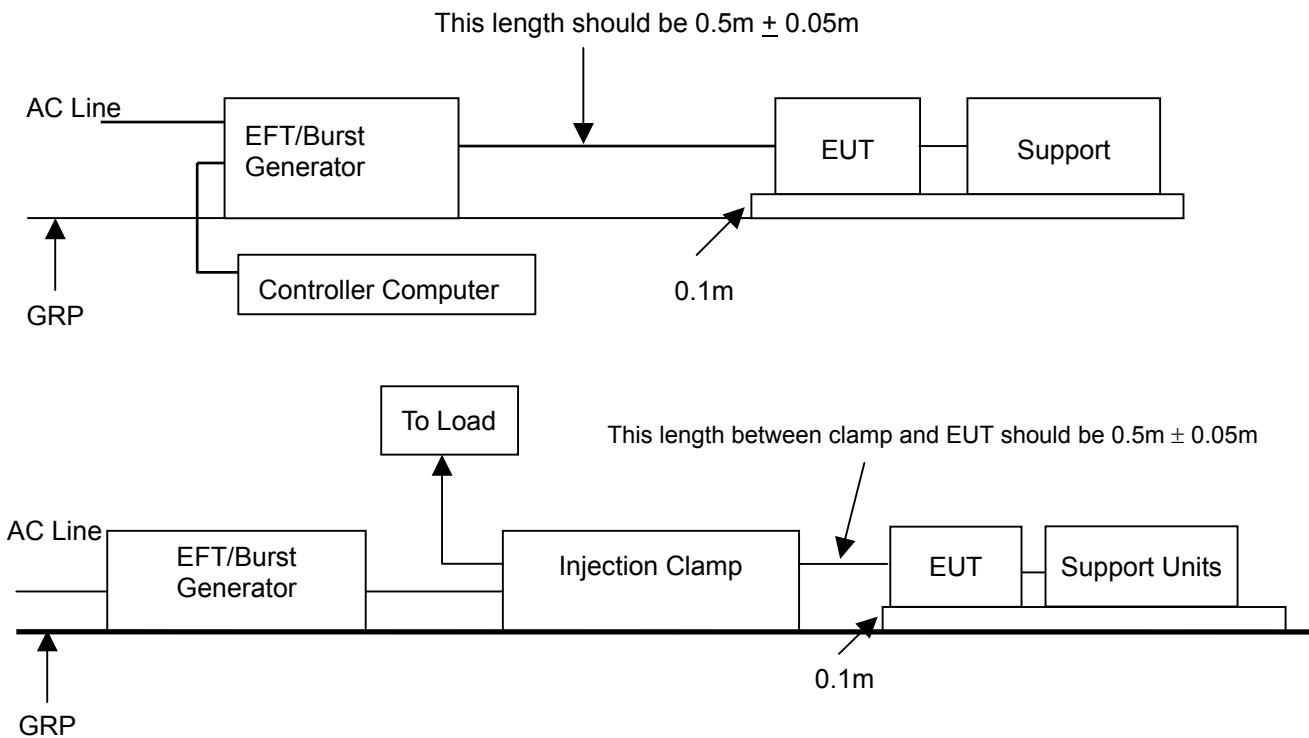 This length should be 0.5m ± 0.05m
AC Line
EFT/Burst
Generator
EUT
Support
Controller Computer
0.1m
GRP
To Load
This length between clamp and EUT should be 0.5m ± 0.05m
AC Line
EFT/Burst
Generator
Injection Clamp
EUT
Support Units
0.1m
GRP